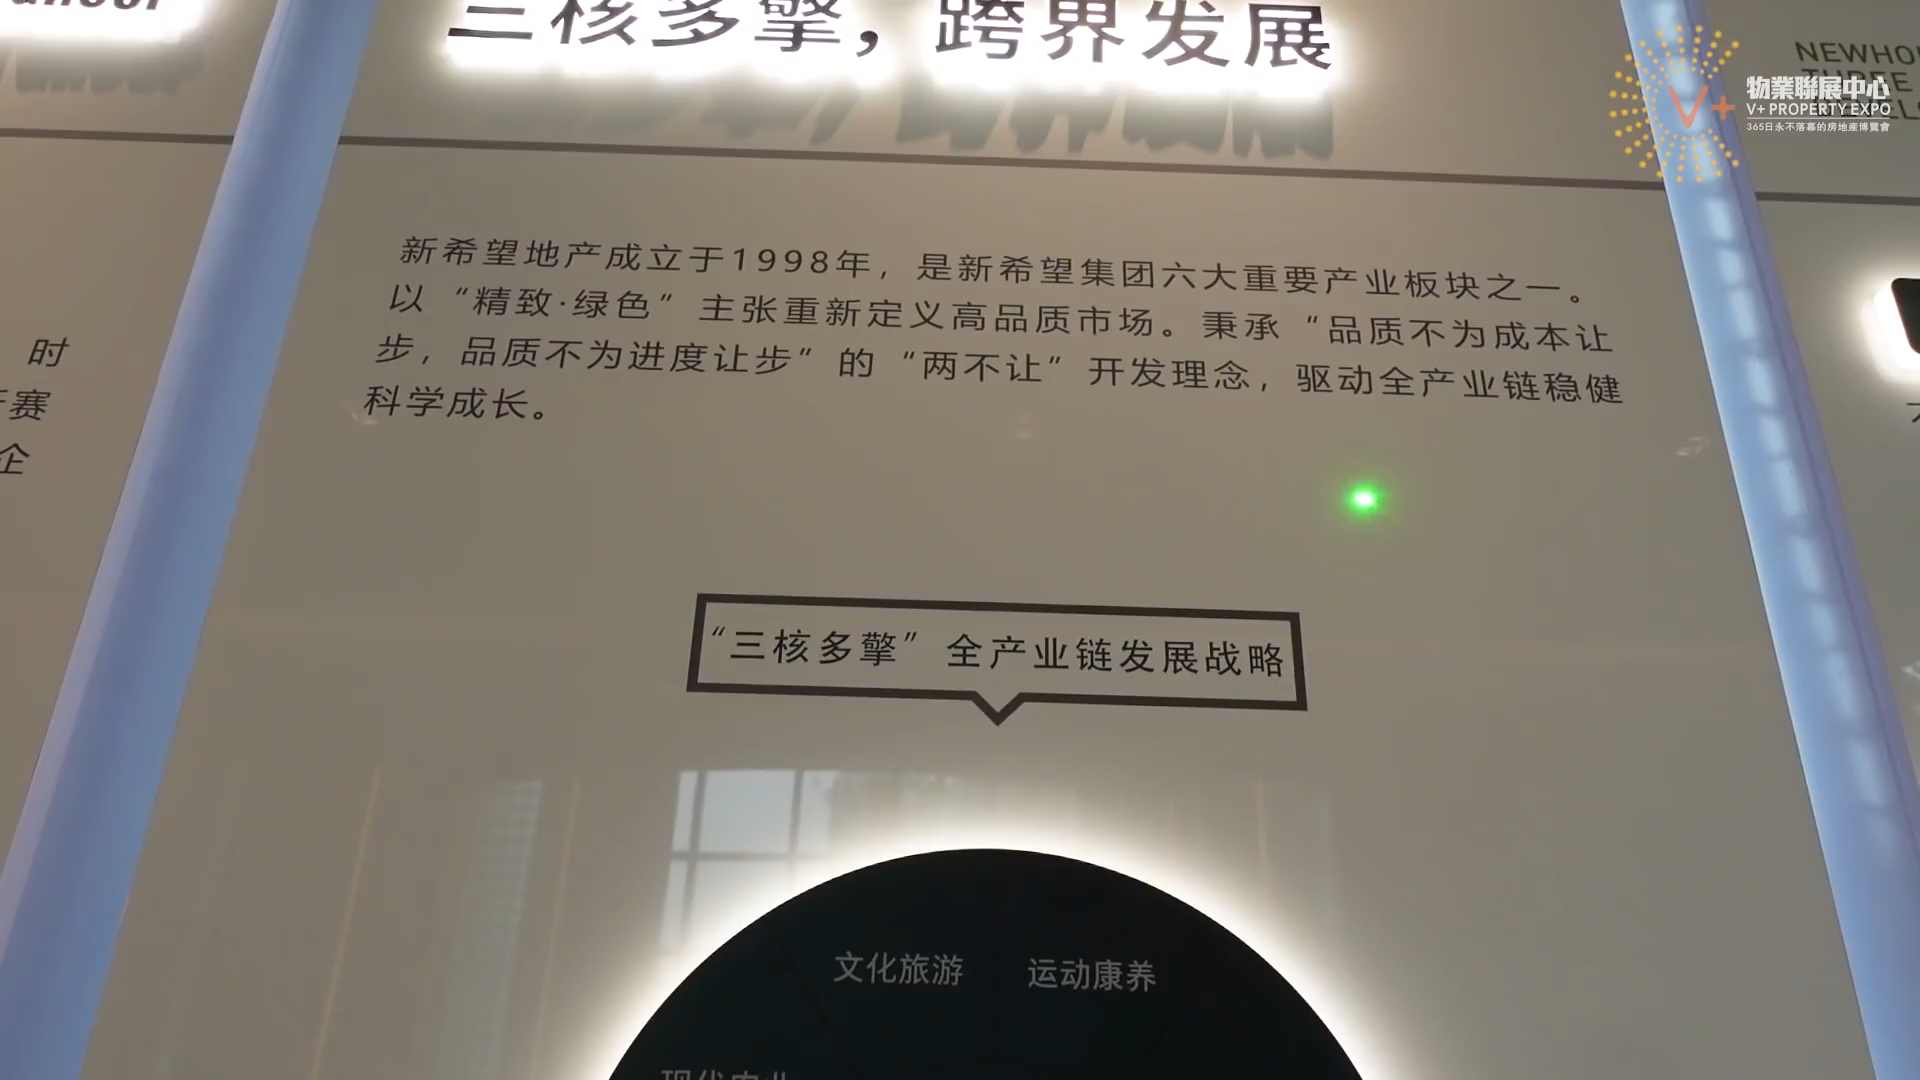 三核多擎，跨界发展
物業聯展中心
V+ PROPERTY EXPO
365日永不落幕的房地産博覽會
新希望地产成立于1998年，是新希望集团六大重要产业板块之一。
以“精致·绿色”主张重新定义高品质市场。秉承“品质不为成本让
步，品质不为进度让步”的“两不让”开发理念，驱动全产业链稳健
科学成长。
时
赛
企
“三核多擎”全产业链发展战略
文化旅游
运动康养